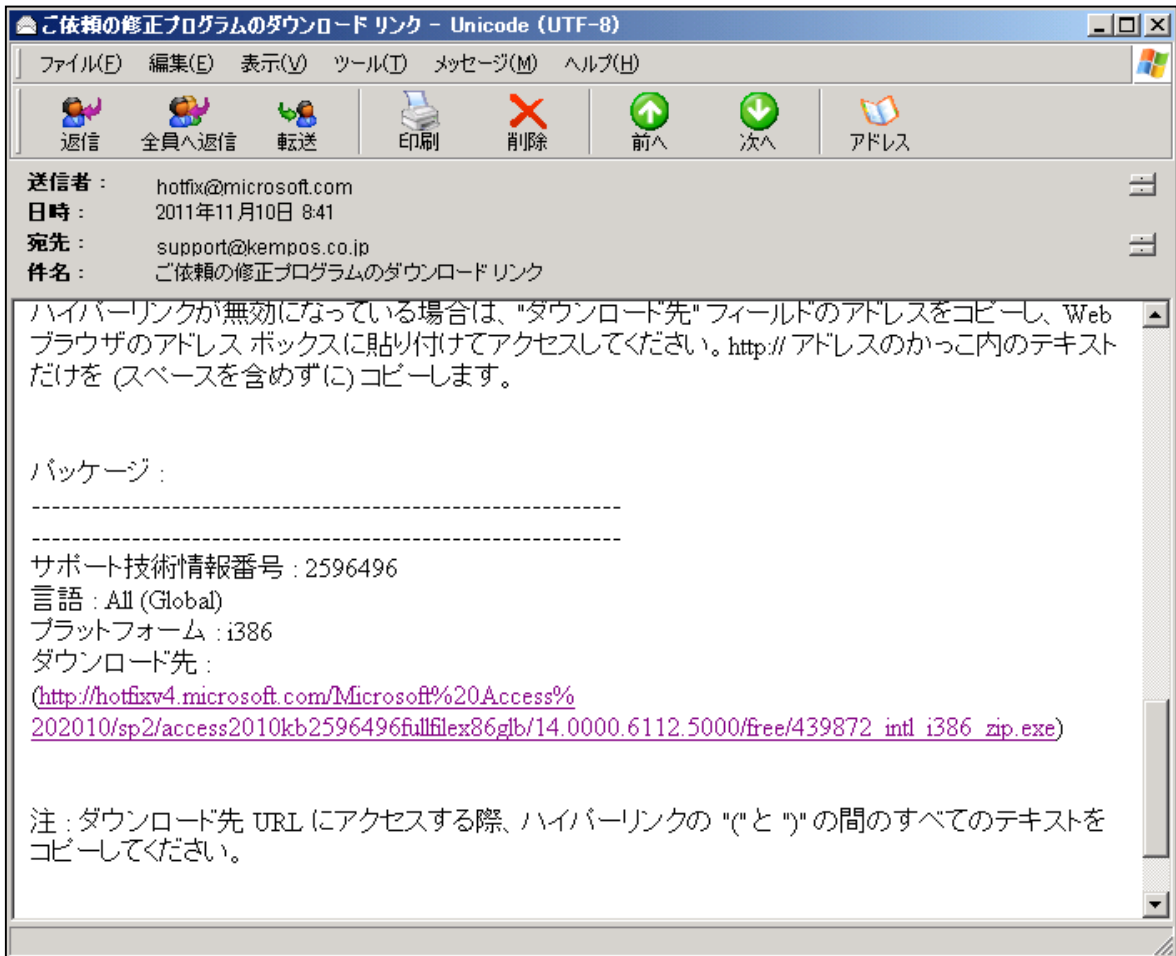 ご依頼の修正プログラムのダウンロード リンク - Unicode (UTF-8)
ファイル(F) 編集(E) 表示(V) ツール(T) メッセージ(M) ヘルプ(H)
返信 全員へ返信 転送 印刷 削除 前へ 次へ アドレス
送信者: hotfix@microsoft.com
日時: 2011年11月10日 8:41
宛先: support@kempos.co.jp
件名: ご依頼の修正プログラムのダウンロード リンク
ハイパーリンクが無効になっている場合は、"ダウンロード先" フィールドのアドレスをコピーし、Web
ブラウザのアドレス ボックスに貼り付けてアクセスしてください。http:// アドレスのかっこ内のテキスト
だけを (スペースを含めずに) コピーします。
パッケージ :
-----------------------------------------------------------
-----------------------------------------------------------
サポート技術情報番号 : 2596496
言語 : All (Global)
プラットフォーム : i386
ダウンロード先 :
(http://hotfixv4.microsoft.com/Microsoft%20Access%
202010/sp2/access2010kb2596496fullfilex86glb/14.0000.6112.5000/free/439872_intl_i386_zip.exe)
注 : ダウンロード先 URL にアクセスする際、ハイパーリンクの "(" と ")" の間のすべてのテキストを
コピーしてください。